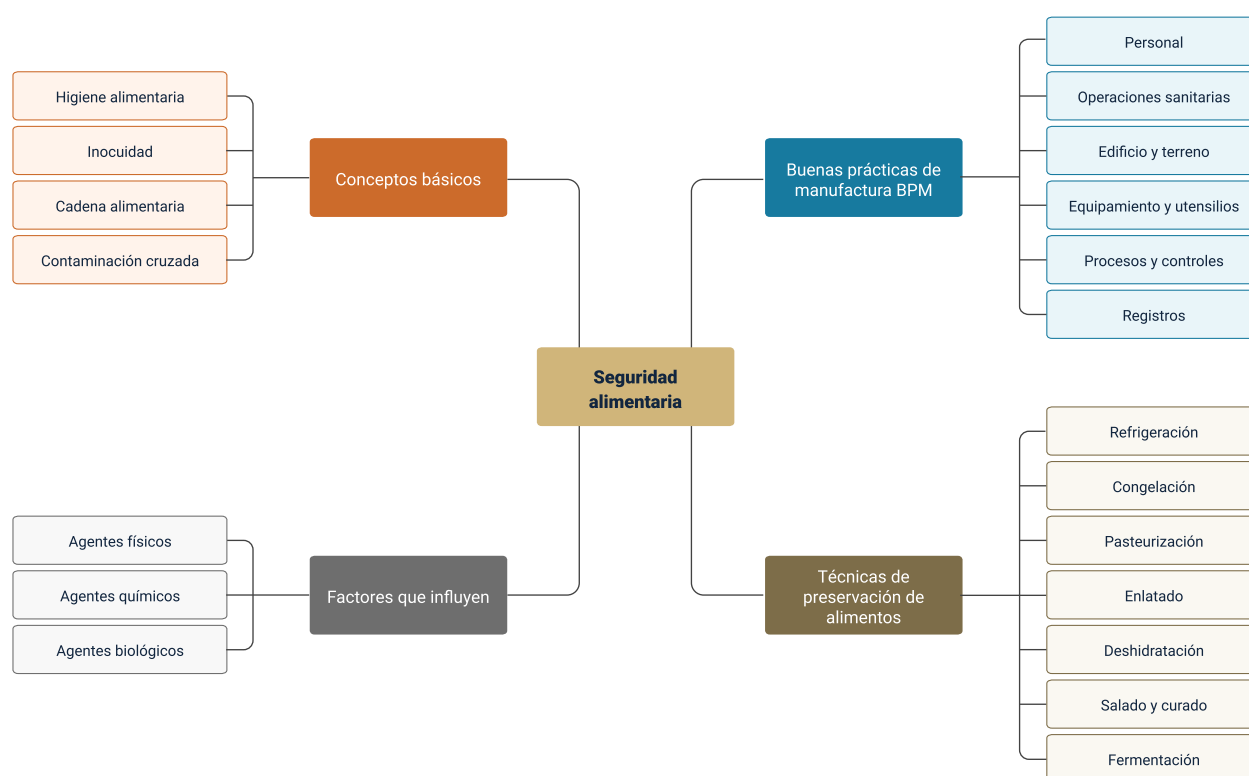 Higiene alimentaria
Inocuidad
Cadena alimentaria
Contaminación cruzada
Conceptos básicos
Agentes físicos
Agentes químicos
Agentes biológicos
Factores que influyen
Seguridad
alimentaria
Buenas prácticas de
manufactura BPM
Personal
Operaciones sanitarias
Edificio y terreno
Equipamiento y utensilios
Procesos y controles
Registros
Técnicas de
preservación de
alimentos
Refrigeración
Congelación
Pasteurización
Enlatado
Deshidratación
Salado y curado
Fermentación